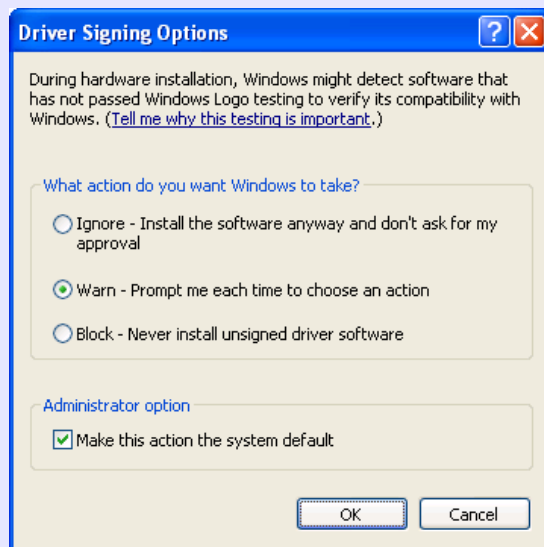 Driver Signing Options
During hardware installation, Windows might detect software that
has not passed Windows Logo testing to verify its compatibility with
Windows. (Tell me why this testing is important.)
What action do you want Windows to take?
Ignore - Install the software anyway and don't ask for my
approval
Warn - Prompt me each time to choose an action
Block - Never install unsigned driver software
Administrator option
Make this action the system default
OK Cancel